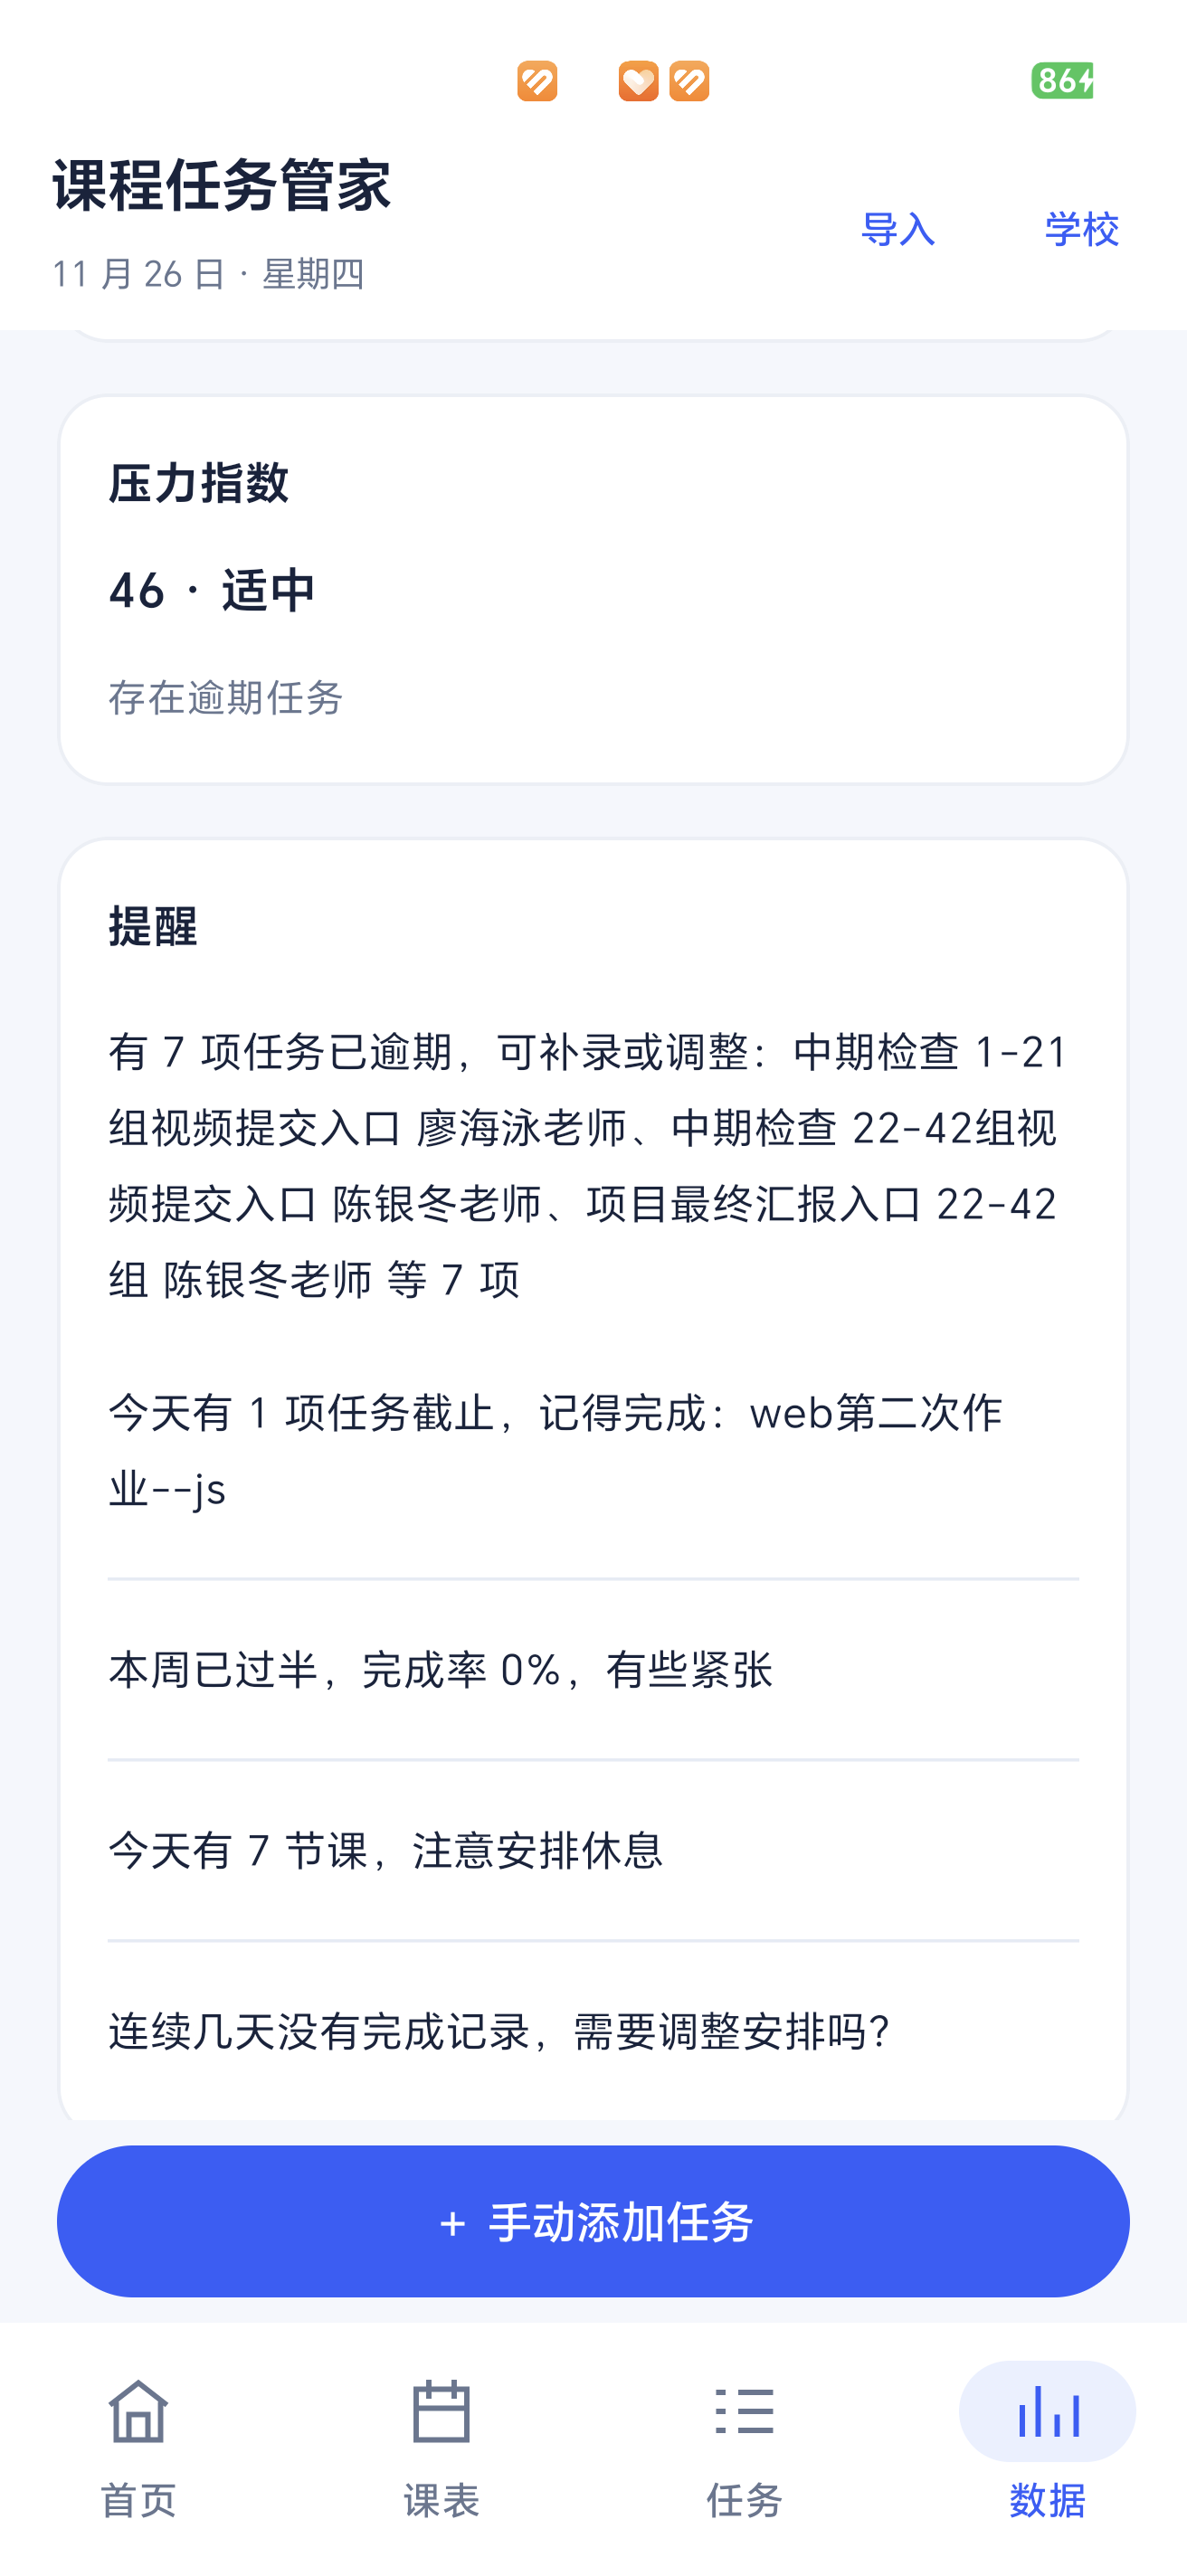 86
课程任务管家
导入
学校
11 月 26 日 · 星期四
压力指数
46 · 适中
存在逾期任务
提醒
有 7 项任务已逾期，可补录或调整：中期检查 1-21
组视频提交入口 廖海泳老师、中期检查 22-42组视
频提交入口 陈银冬老师、项目最终汇报入口 22-42
组 陈银冬老师 等 7 项
今天有 1 项任务截止，记得完成：web第二次作
业--js
本周已过半，完成率 0%，有些紧张
今天有 7 节课，注意安排休息
连续几天没有完成记录，需要调整安排吗？
+ 手动添加任务
首页
课表
任务
数据